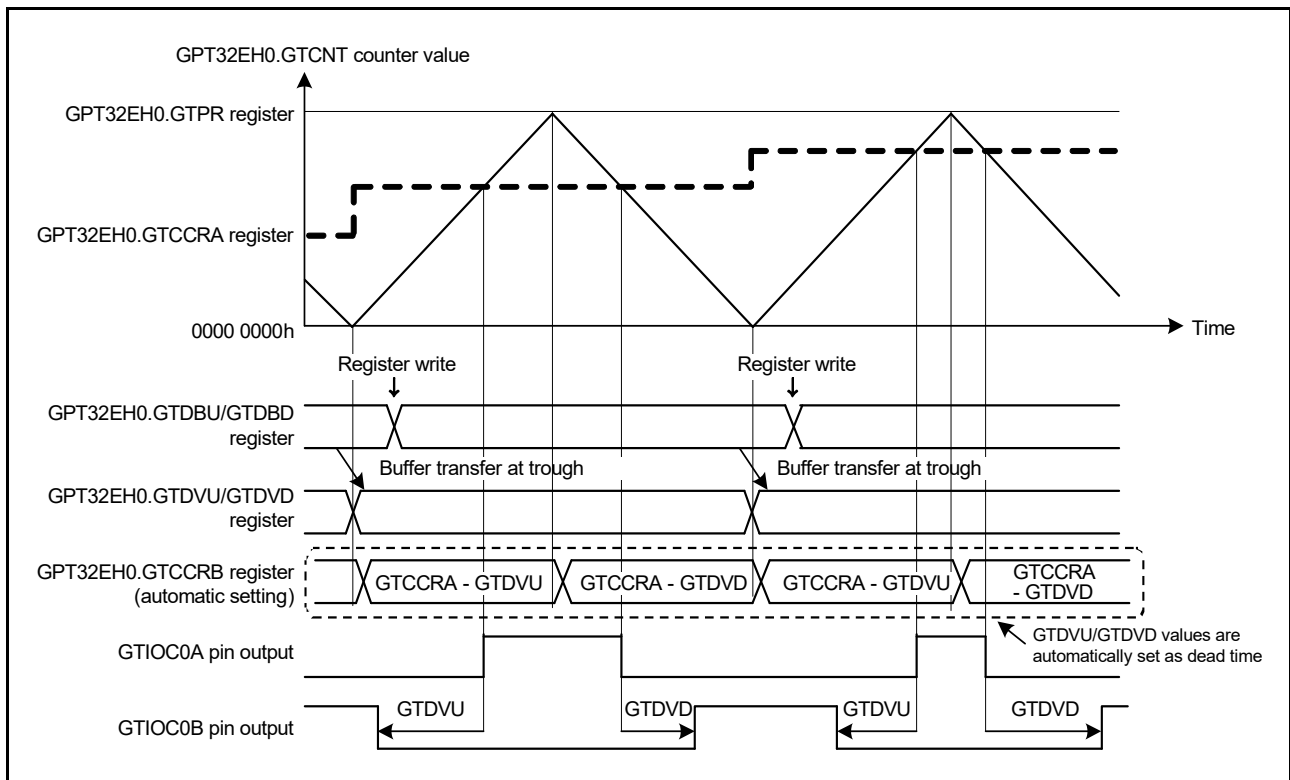 GPT32EH0.GTCNT counter value
GPT32EH0.GTPR register
GPT32EH0.GTCCRA register
0000 0000h
Time
Register write
Register write
GPT32EH0.GTDBU/GTDBD
register
Buffer transfer at trough
Buffer transfer at trough
GPT32EH0.GTDVU/GTDVD
register
GPT32EH0.GTCCRB register
(automatic setting)
GTCCRA - GTDVU
GTCCRA - GTDVD
GTCCRA - GTDVU
GTCCRA
- GTDVD
GTIOC0A pin output
GTDVU/GTDVD values are
automatically set as dead time
GTIOC0B pin output
GTDVU
GTDVD
GTDVU
GTDVD